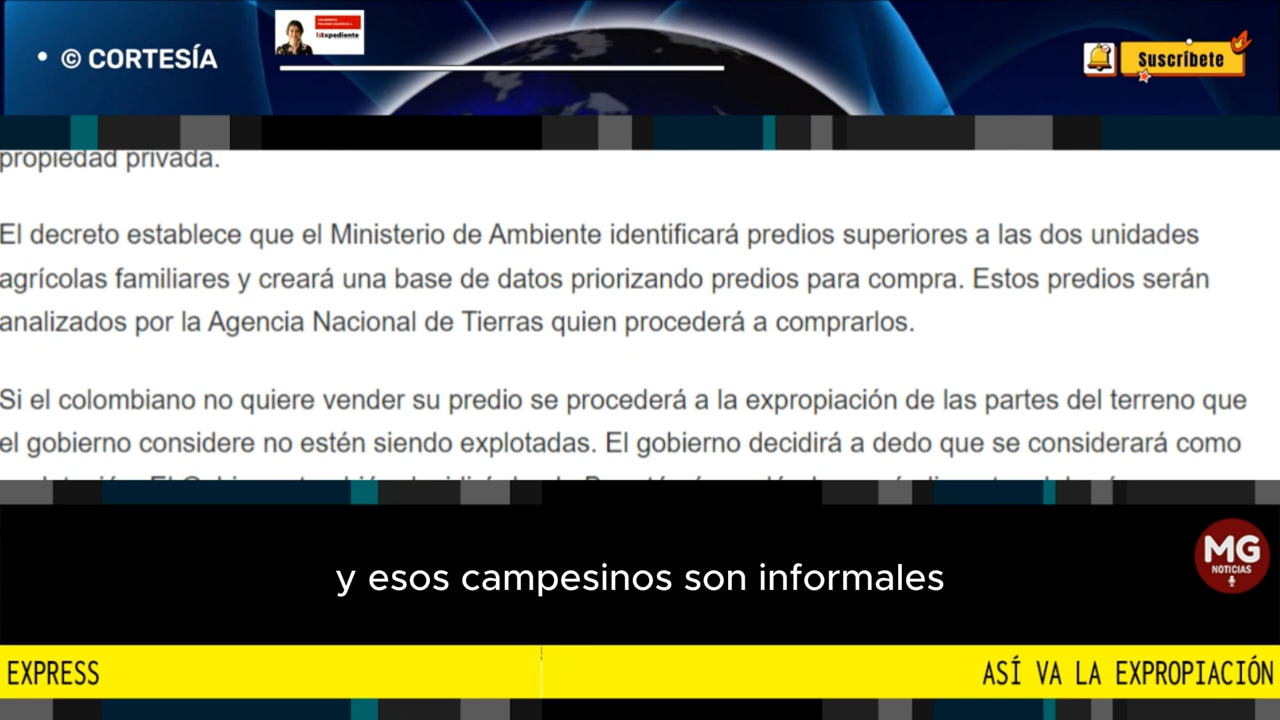 • © CORTESÍA
Expediente
Suscríbete
propiedad privada.
El decreto establece que el Ministerio de Ambiente identificará predios superiores a las dos unidades
agrícolas familiares y creará una base de datos priorizando predios para compra. Estos predios serán
analizados por la Agencia Nacional de Tierras quien procederá a comprarlos.
Si el colombiano no quiere vender su predio se procederá a la expropiación de las partes del terreno que
el gobierno considere no estén siendo explotadas. El gobierno decidirá a dedo que se considerará como
MG
NOTICIAS
y esos campesinos son informales
EXPRESS
ASÍ VA LA EXPROPIACIÓN